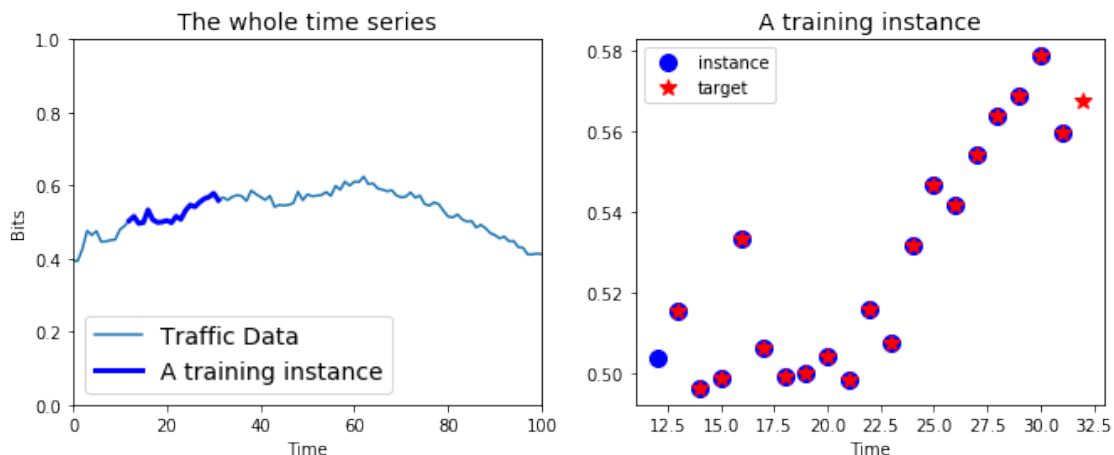 The whole time series
Bits
1.0
0.8
0.6
0.4
0.2
0.0
Traffic Data
A training instance
0 20 40 60 80 100
Time
A training instance
instance
target
0.58
0.56
0.54
0.52
0.50
12.5 15.0 17.5 20.0 22.5 25.0 27.5 30.0 32.5
Time